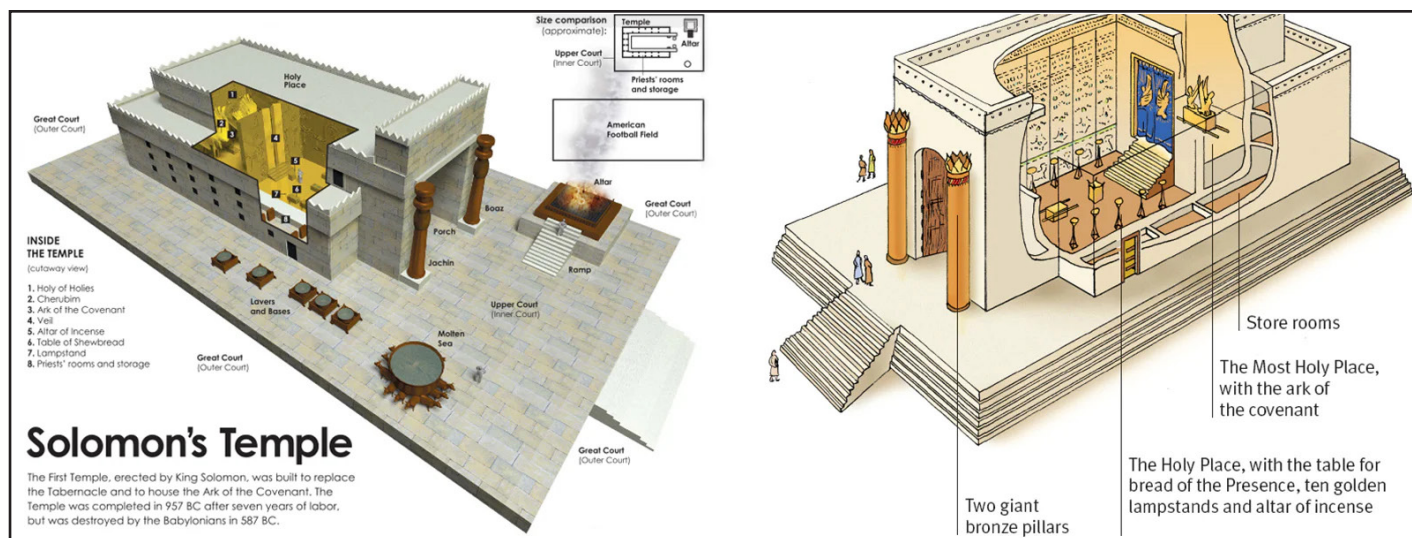 Size comparison
(approximate):
Temple
Altar
Upper Court
(Inner Court)
Priests' rooms
and storage
American
Football Field
Holy
Place
1
2
3
4
5
6
7
8
Great Court
(Outer Court)
Altar
Great Court
(Outer Court)
Boaz
Porch
Jachin
Ramp
INSIDE
THE TEMPLE
(cutaway view)
1. Holy of Holies
2. Cherubim
3. Ark of the Covenant
4. Veil
5. Altar of Incense
6. Table of Shewbread
7. Lampstand
8. Priests' rooms and storage
Lavers
and Bases
Upper Court
(Inner Court)
Molten
Sea
Great Court
(Outer Court)
Great Court
(Outer Court)
Solomon's Temple
The First Temple, erected by King Solomon, was built to replace
the Tabernacle and to house the Ark of the Covenant. The
Temple was completed in 957 BC after seven years of labor,
but was destroyed by the Babylonians in 587 BC.
Store rooms
The Most Holy Place,
with the ark of
the covenant
The Holy Place, with the table for
bread of the Presence, ten golden
lampstands and altar of incense
Two giant
bronze pillars